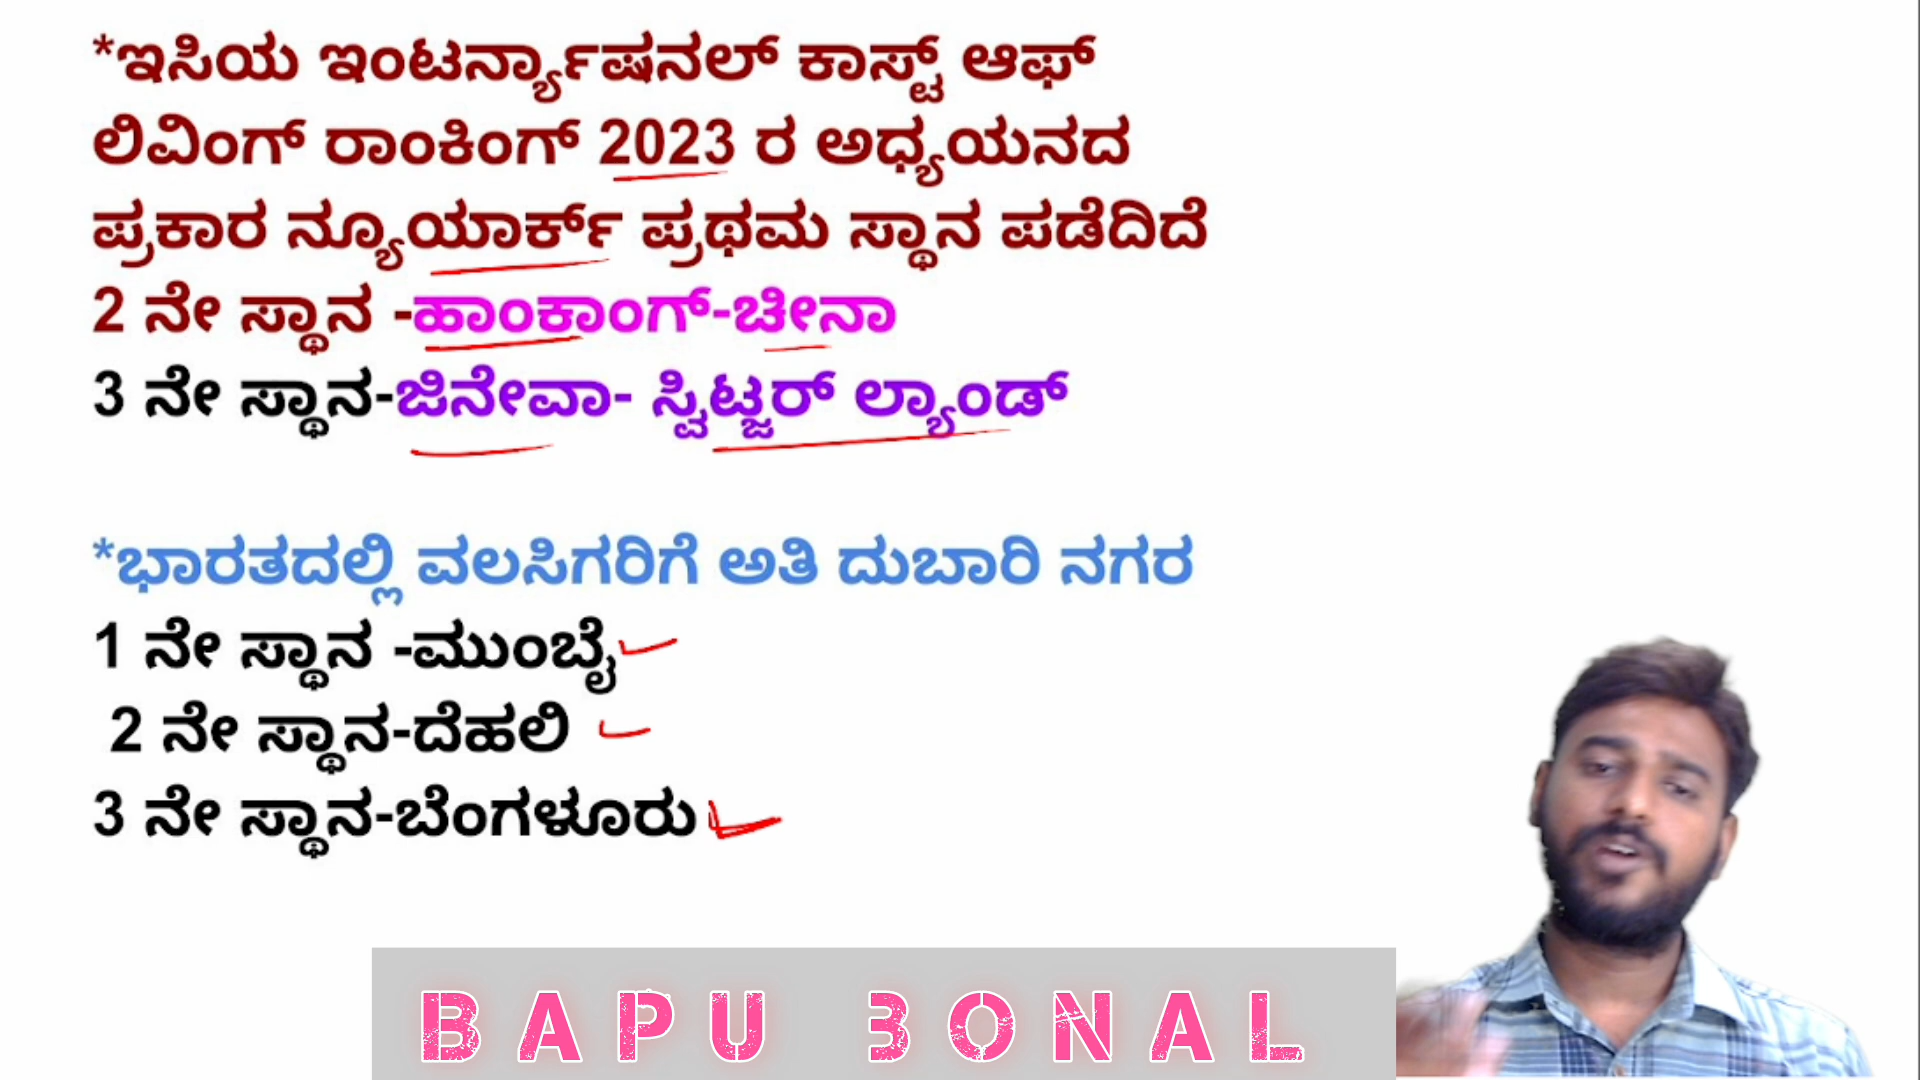 *ಇಸಿಯ ಇಂಟರ್ನ್ಯಾಷನಲ್ ಕಾಸ್ಟ್ ಆಫ್
ಲಿವಿಂಗ್ ರಾಂಕಿಂಗ್ 2023 ರ ಅಧ್ಯಯನದ
ಪ್ರಕಾರ ನ್ಯೂಯಾರ್ಕ್ ಪ್ರಥಮ ಸ್ಥಾನ ಪಡೆದಿದೆ
2 ನೇ ಸ್ಥಾನ -ಹಾಂಕಾಂಗ್-ಚೀನಾ
3 ನೇ ಸ್ಥಾನ-ಜಿನೇವಾ- ಸ್ವಿಟ್ಜರ್ ಲ್ಯಾಂಡ್
*ಭಾರತದಲ್ಲಿ ವಲಸಿಗರಿಗೆ ಅತಿ ದುಬಾರಿ ನಗರ
1 ನೇ ಸ್ಥಾನ -ಮುಂಬೈ
2 ನೇ ಸ್ಥಾನ-ದೆಹಲಿ
3 ನೇ ಸ್ಥಾನ-ಬೆಂಗಳೂರು
BAPU BONAL